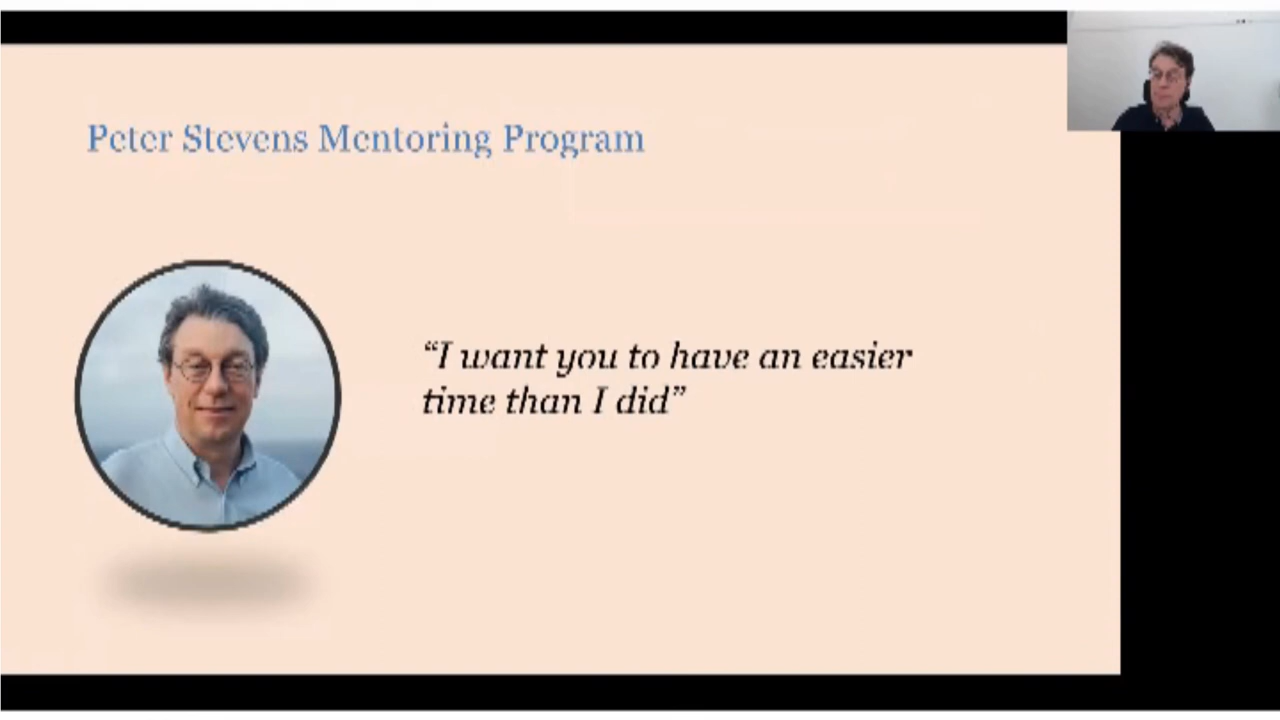 Peter Stevens Mentoring Program
“I want you to have an easier
time than I did”